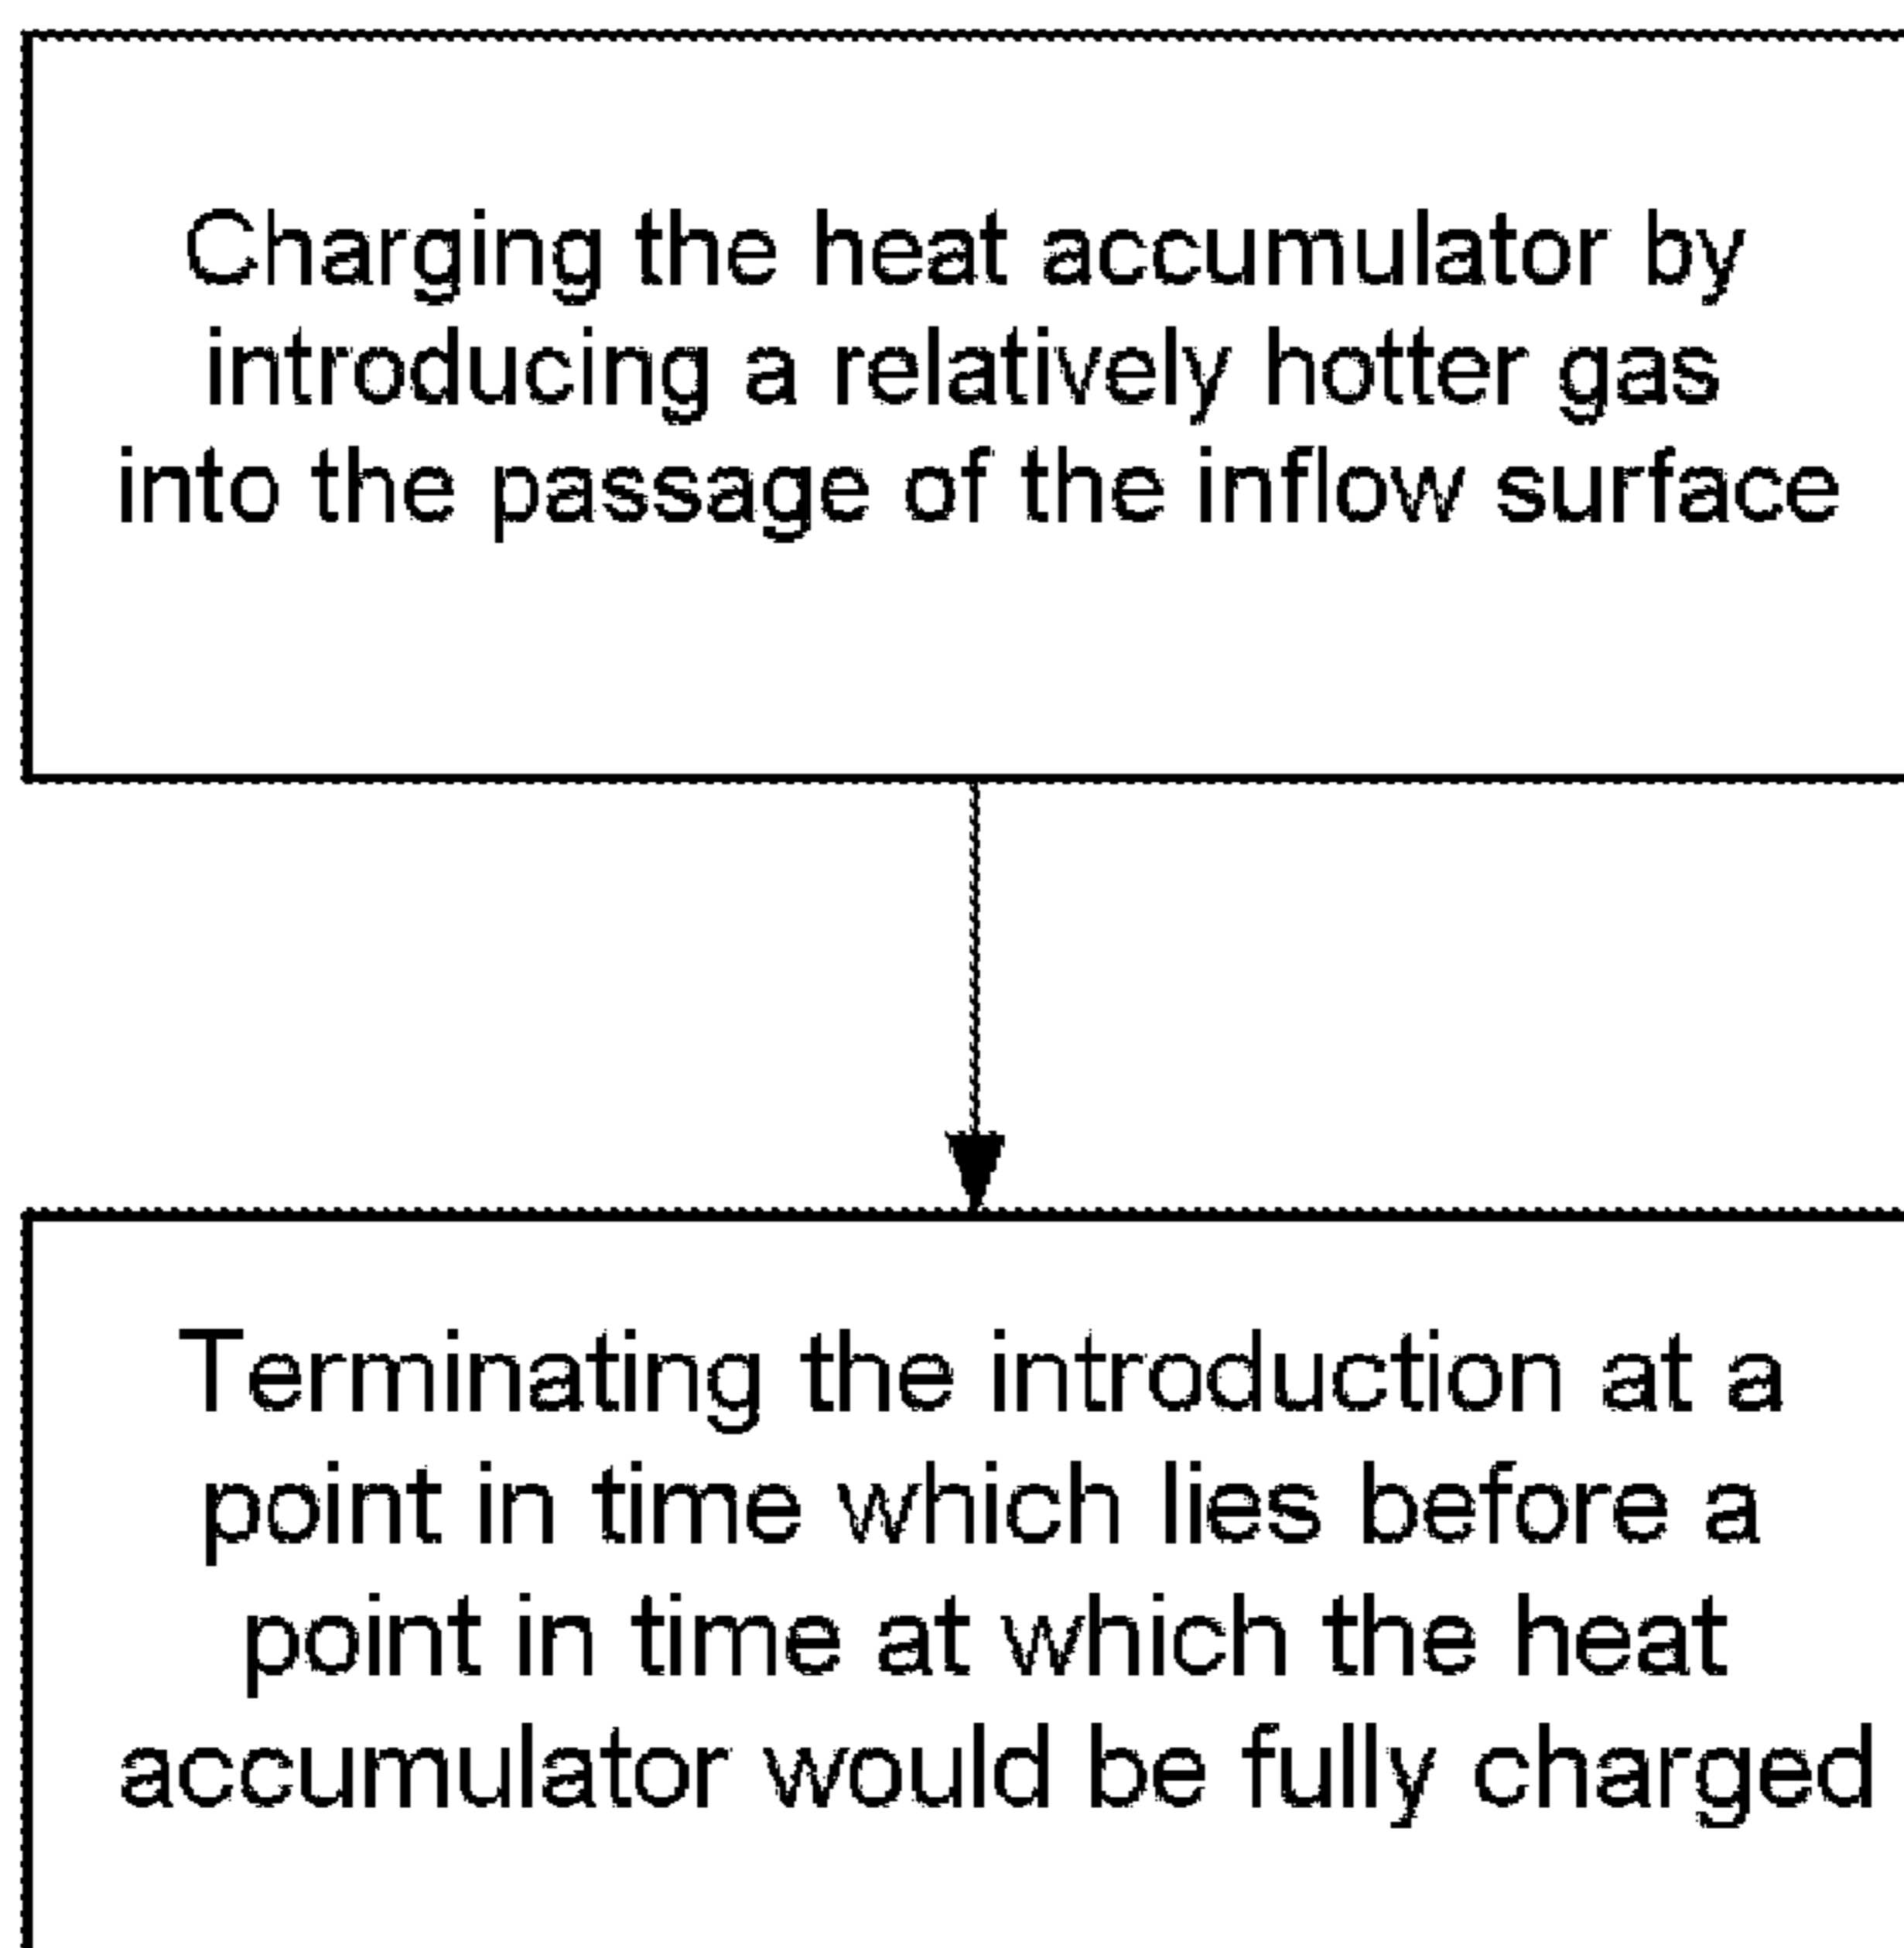 Charging the heat accumulator by
introducing a relatively hotter gas
into the passage of the inflow surface
Terminating the introduction at a
point in time which lies before a
point in time at which the heat
accumulator would be fully charged